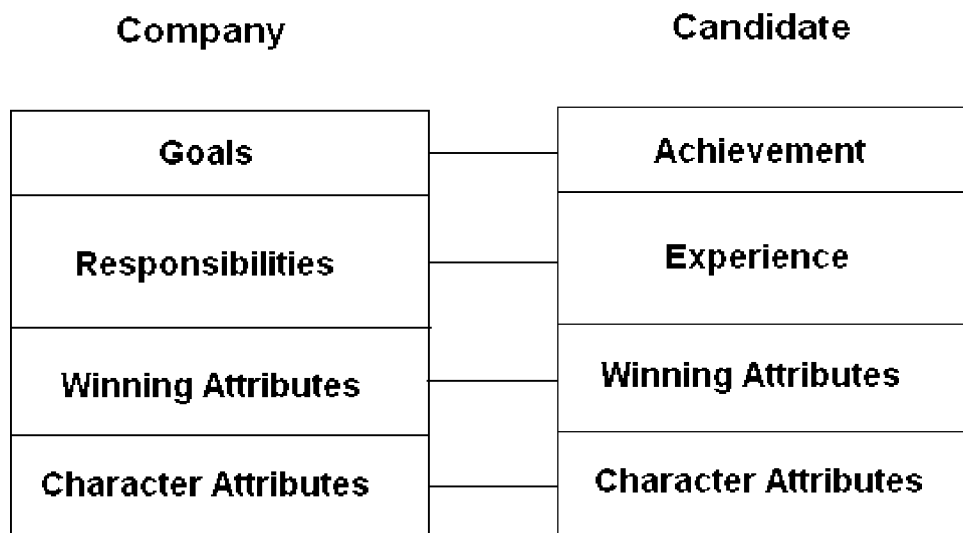 Company
Candidate
Goals
Achievement
Responsibilities
Experience
Winning Attributes
Winning Attributes
Character Attributes
Character Attributes